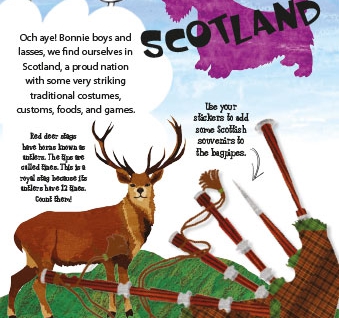 SCOTLAND
Och aye! Bonnie boys and
lasses, we find ourselves in
Scotland, a proud nation
with some very striking
traditional costumes,
customs, foods, and games.
Red deer stags
have horns known as
antlers. The tips are
called tines. This is a
royal stag because its
antlers have 12 tines.
Count them!
Use your
stickers to add
some Scottish
souvenirs to
the bagpipes.